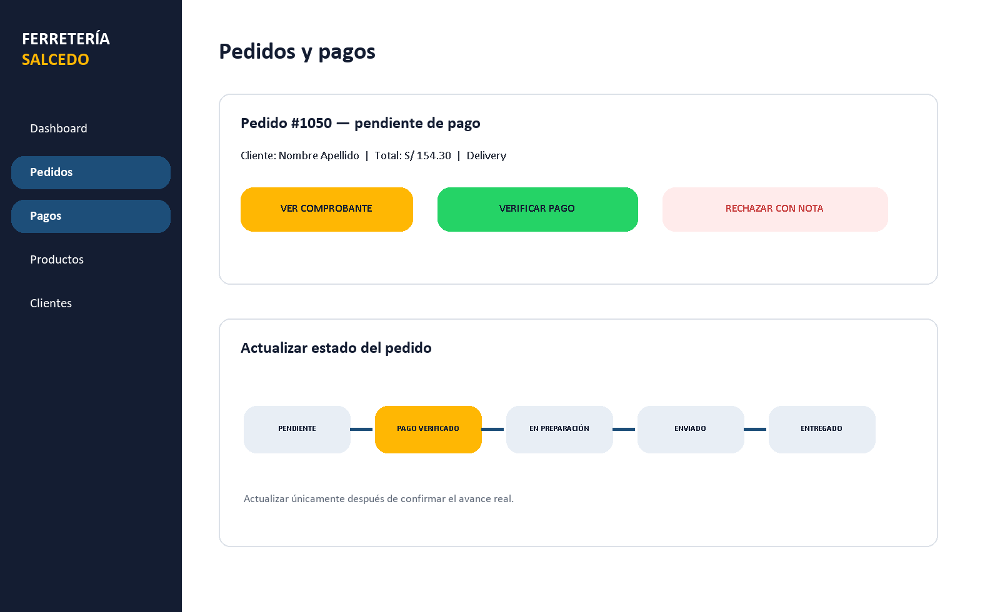 FERRETERÍA
SALCEDO
Dashboard
Pedidos
Pagos
Productos
Clientes
Pedidos y pagos
Pedido #1050 — pendiente de pago
Cliente: Nombre Apellido | Total: S/ 154.30 | Delivery
VER COMPROBANTE
VERIFICAR PAGO
RECHAZAR CON NOTA
Actualizar estado del pedido
PENDIENTE
PAGO VERIFICADO
EN PREPARACIÓN
ENVIADO
ENTREGADO
Actualizar únicamente después de confirmar el avance real.